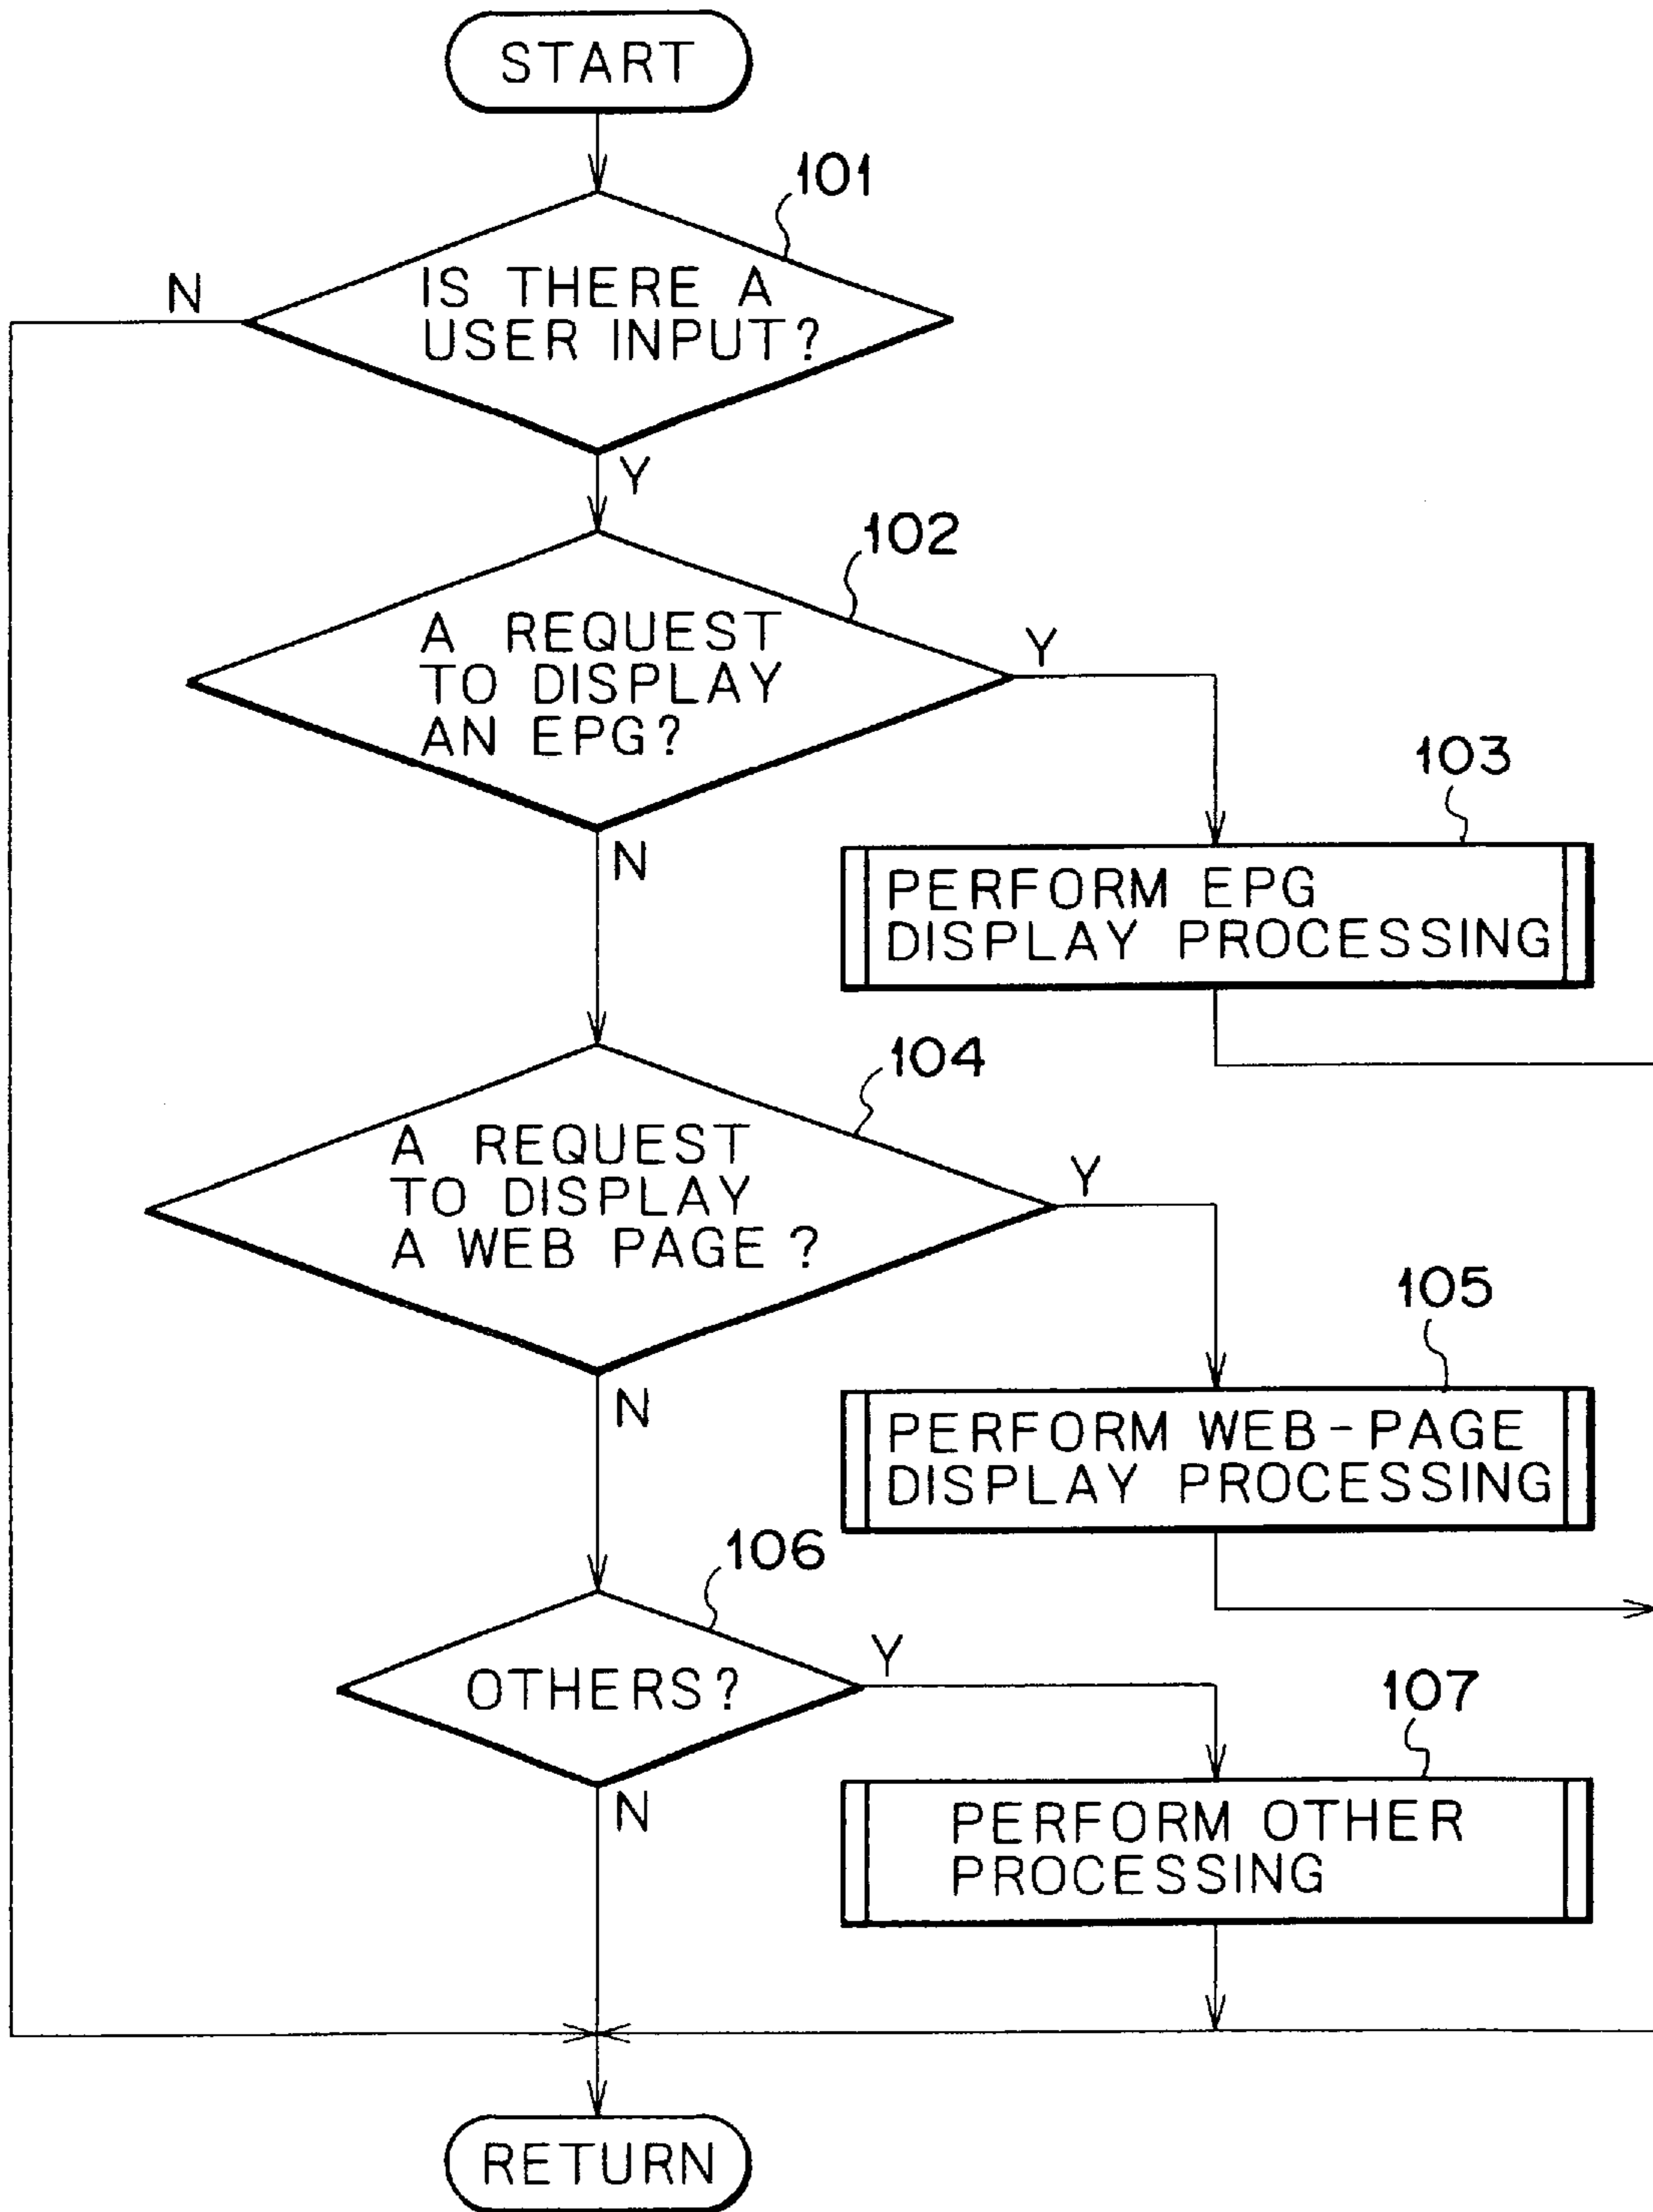 START
101
IS THERE A
USER INPUT?
N
Y
102
A REQUEST
TO DISPLAY
AN EPG?
Y
N
103
PERFORM EPG
DISPLAY PROCESSING
104
A REQUEST
TO DISPLAY
A WEB PAGE ?
Y
N
105
PERFORM WEB-PAGE
DISPLAY PROCESSING
106
OTHERS?
Y
N
107
PERFORM OTHER
PROCESSING
RETURN